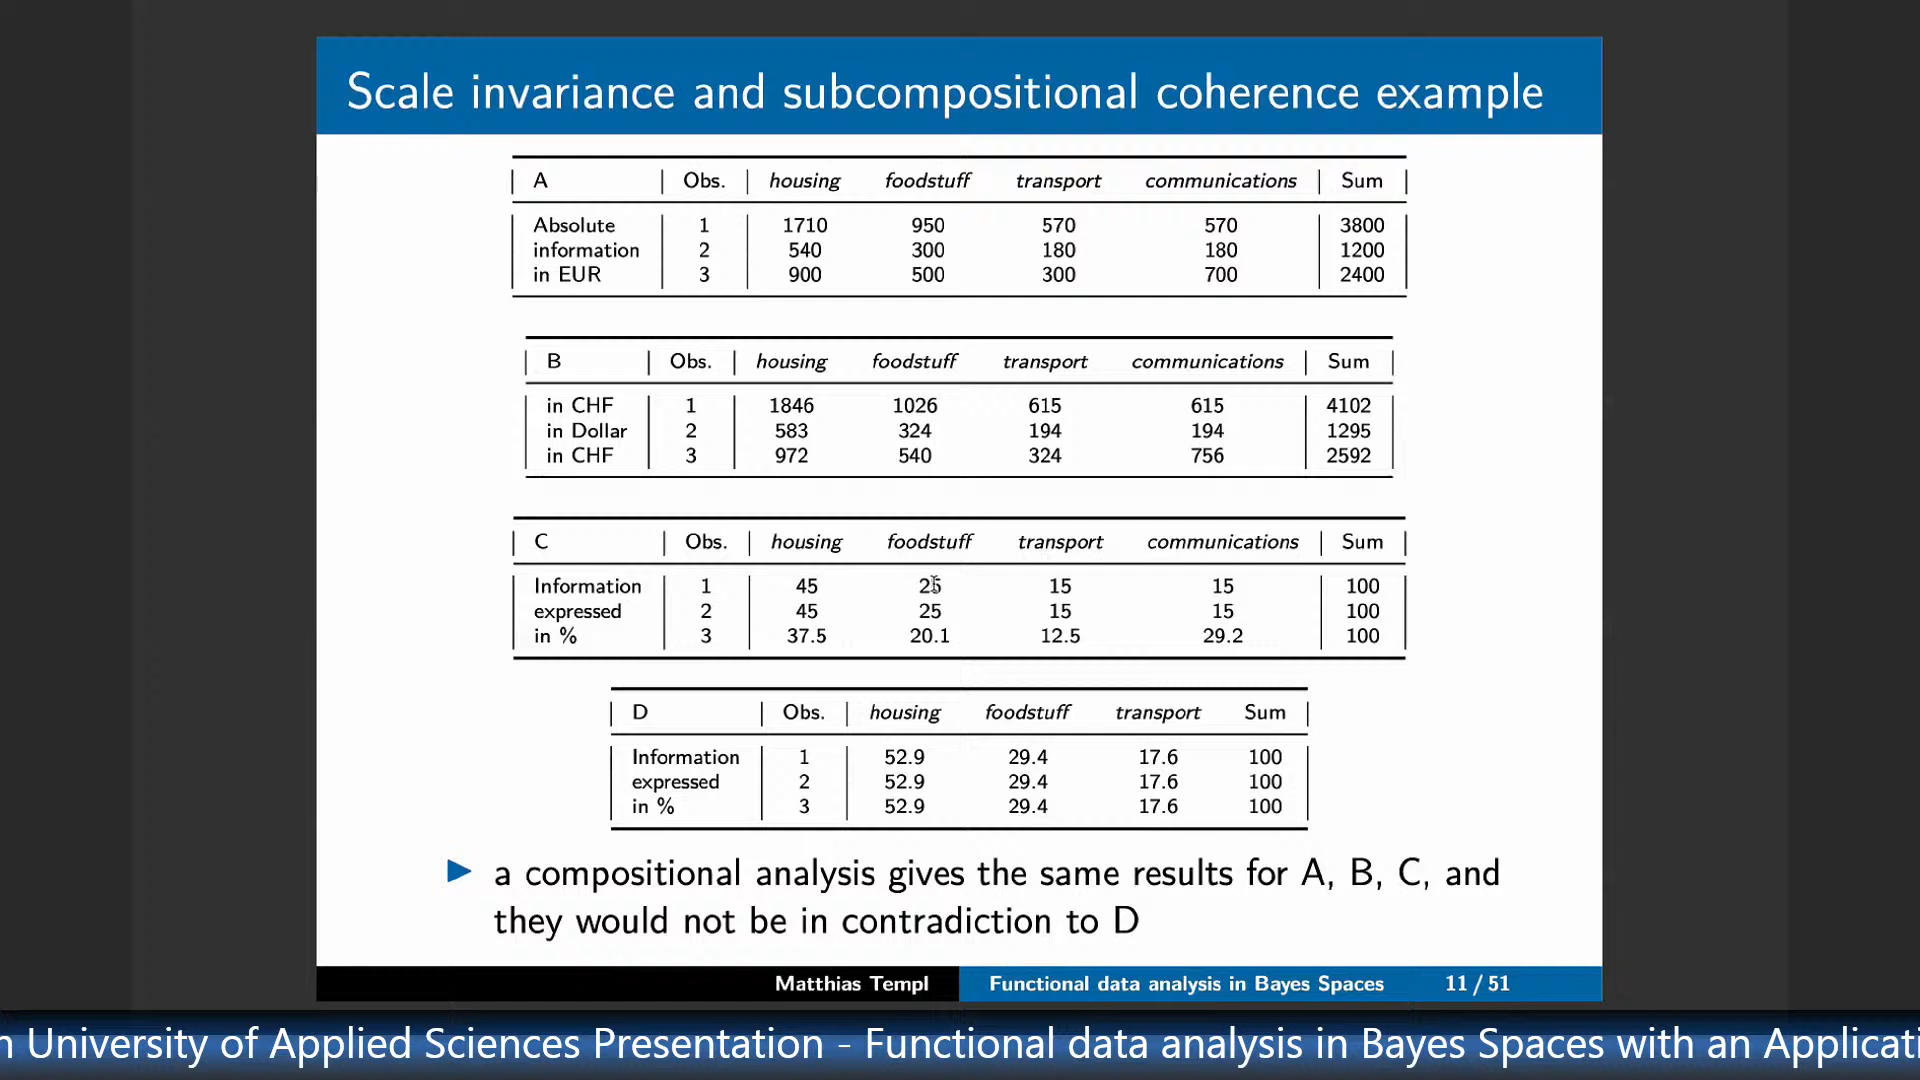 Scale invariance and subcompositional coherence example
A Obs. housing foodstuff transport communications Sum
Absolute 1 1710 950 570 570 3800
information 2 540 300 180 180 1200
in EUR 3 900 500 300 700 2400
B Obs. housing foodstuff transport communications Sum
in CHF 1 1846 1026 615 615 4102
in Dollar 2 583 324 194 194 1295
in CHF 3 972 540 324 756 2592
C Obs. housing foodstuff transport communications Sum
Information 1 45 25 15 15 100
expressed 2 45 25 15 15 100
in % 3 37.5 20.1 12.5 29.2 100
D Obs. housing foodstuff transport Sum
Information 1 52.9 29.4 17.6 100
expressed 2 52.9 29.4 17.6 100
in % 3 52.9 29.4 17.6 100
a compositional analysis gives the same results for A, B, C, and
they would not be in contradiction to D
Matthias Templ Functional data analysis in Bayes Spaces 11 / 51
n University of Applied Sciences Presentation - Functional data analysis in Bayes Spaces with an Applicati